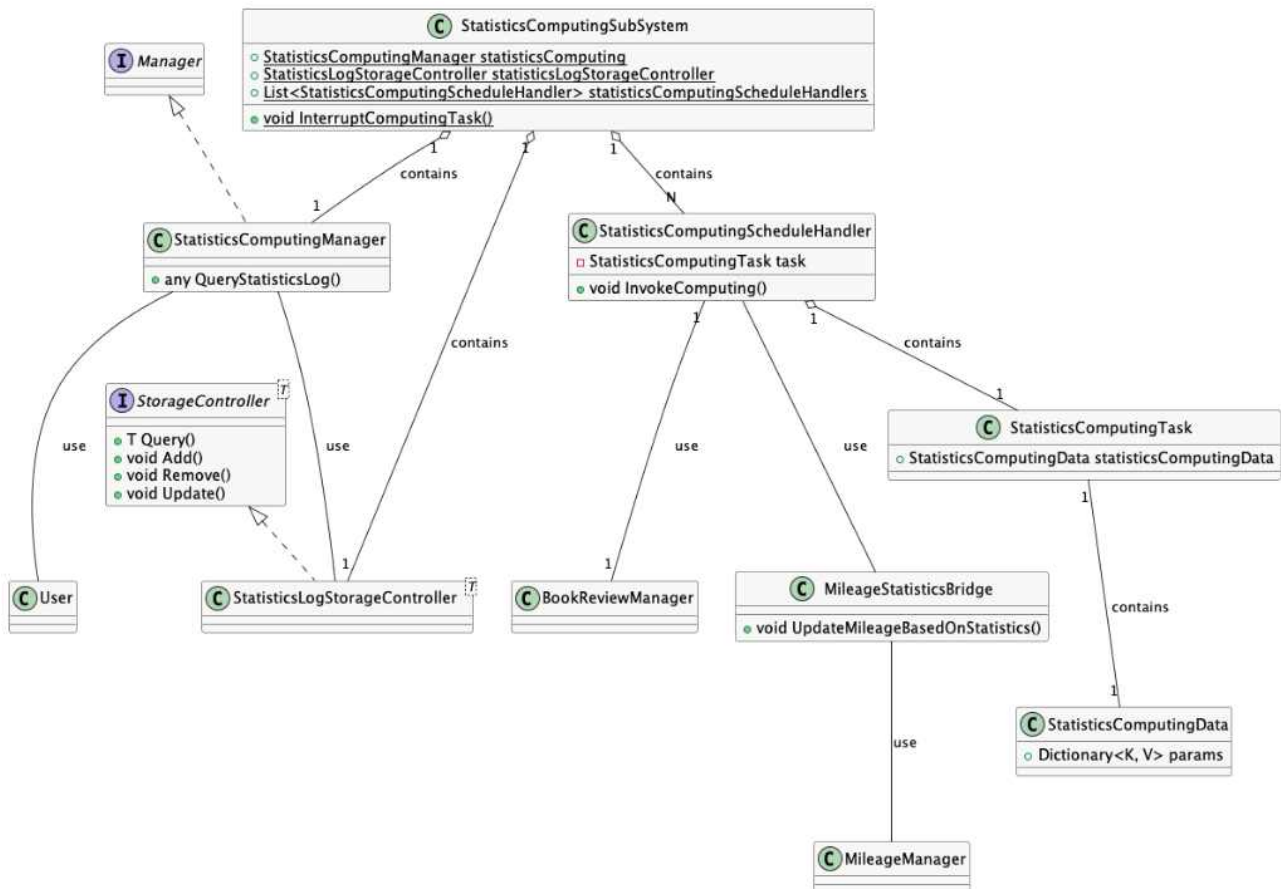 C StatisticsComputingSubSystem
StatisticsComputingManager statisticsComputing
StatisticsLogStorageController statisticsLogStorageController
List<StatisticsComputingScheduleHandler> statisticsComputingScheduleHandlers
void InterruptComputingTask()
I Manager
1
1
1
contains
contains
1
N
C StatisticsComputingManager
any QueryStatisticsLog()
C StatisticsComputingScheduleHandler
StatisticsComputingTask task
void InvokeComputing()
1
1
contains
contains
I StorageController T
T Query()
void Add()
void Remove()
void Update()
1
C StatisticsComputingTask
StatisticsComputingData statisticsComputingData
use
use
use
use
1
1
1
C User
C StatisticsLogStorageController T
C BookReviewManager
C MileageStatisticsBridge
void UpdateMileageBasedOnStatistics()
contains
1
C StatisticsComputingData
Dictionary<K, V> params
use
C MileageManager